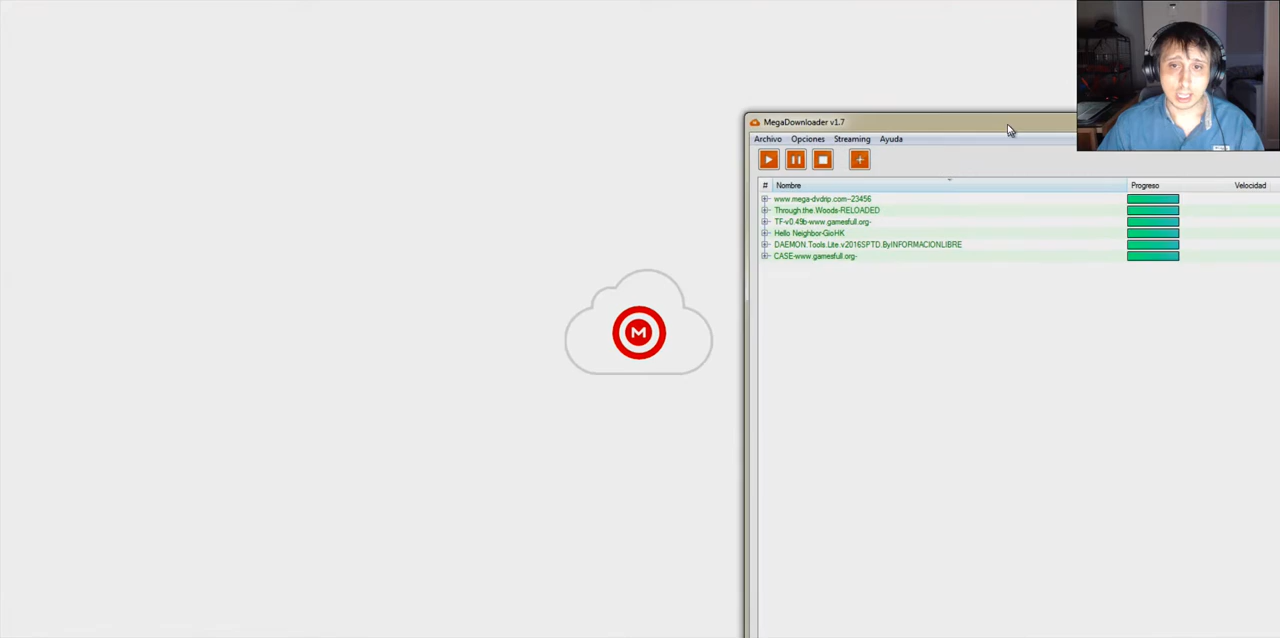 MegaDownloader v1.7
Archivo Opciones Streaming Ayuda
# Nombre Progreso Velocidad
www.mega-dvdrip.com--23456
Through.the.Woods-RELOADED
TF-v0.49b-www.gamesfull.org-
Hello Neighbor-GioHK
DAEMON.Tools.Lite.v2016SPTD.ByINFORMACIONLIBRE
CASE-www.gamesfull.org-
M